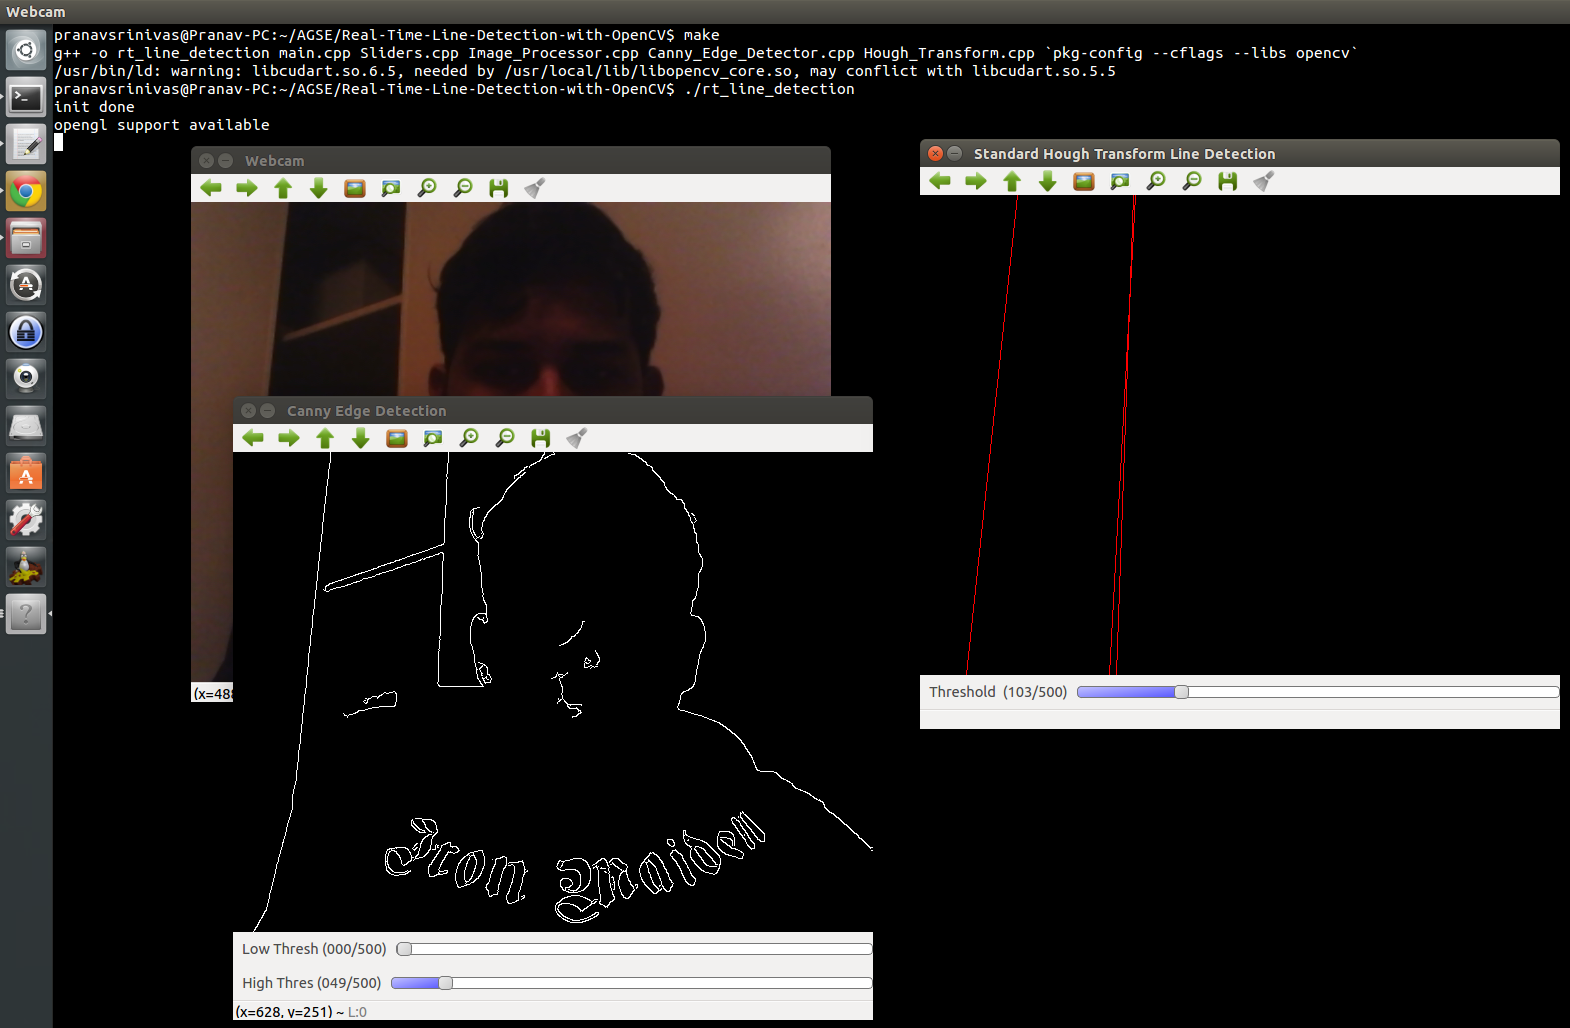 Webcam
pranavsrinivas@Pranav-PC:~/AGSE/Real-Time-Line-Detection-with-OpenCV$ make
g++ -o rt_line_detection main.cpp Sliders.cpp Image_Processor.cpp Canny_Edge_Detector.cpp Hough_Transform.cpp `pkg-config --cflags --libs opencv`
/usr/bin/ld: warning: libcudart.so.6.5, needed by /usr/local/lib/libopencv_core.so, may conflict with libcudart.so.5.5
pranavsrinivas@Pranav-PC:~/AGSE/Real-Time-Line-Detection-with-OpenCV$ ./rt_line_detection
init done
opengl support available
Webcam
(x=488
Canny Edge Detection
Iron Maiden
Low Thresh (000/500)
High Thres (049/500)
(x=628, y=251) ~ L:0
Standard Hough Transform Line Detection
Threshold (103/500)